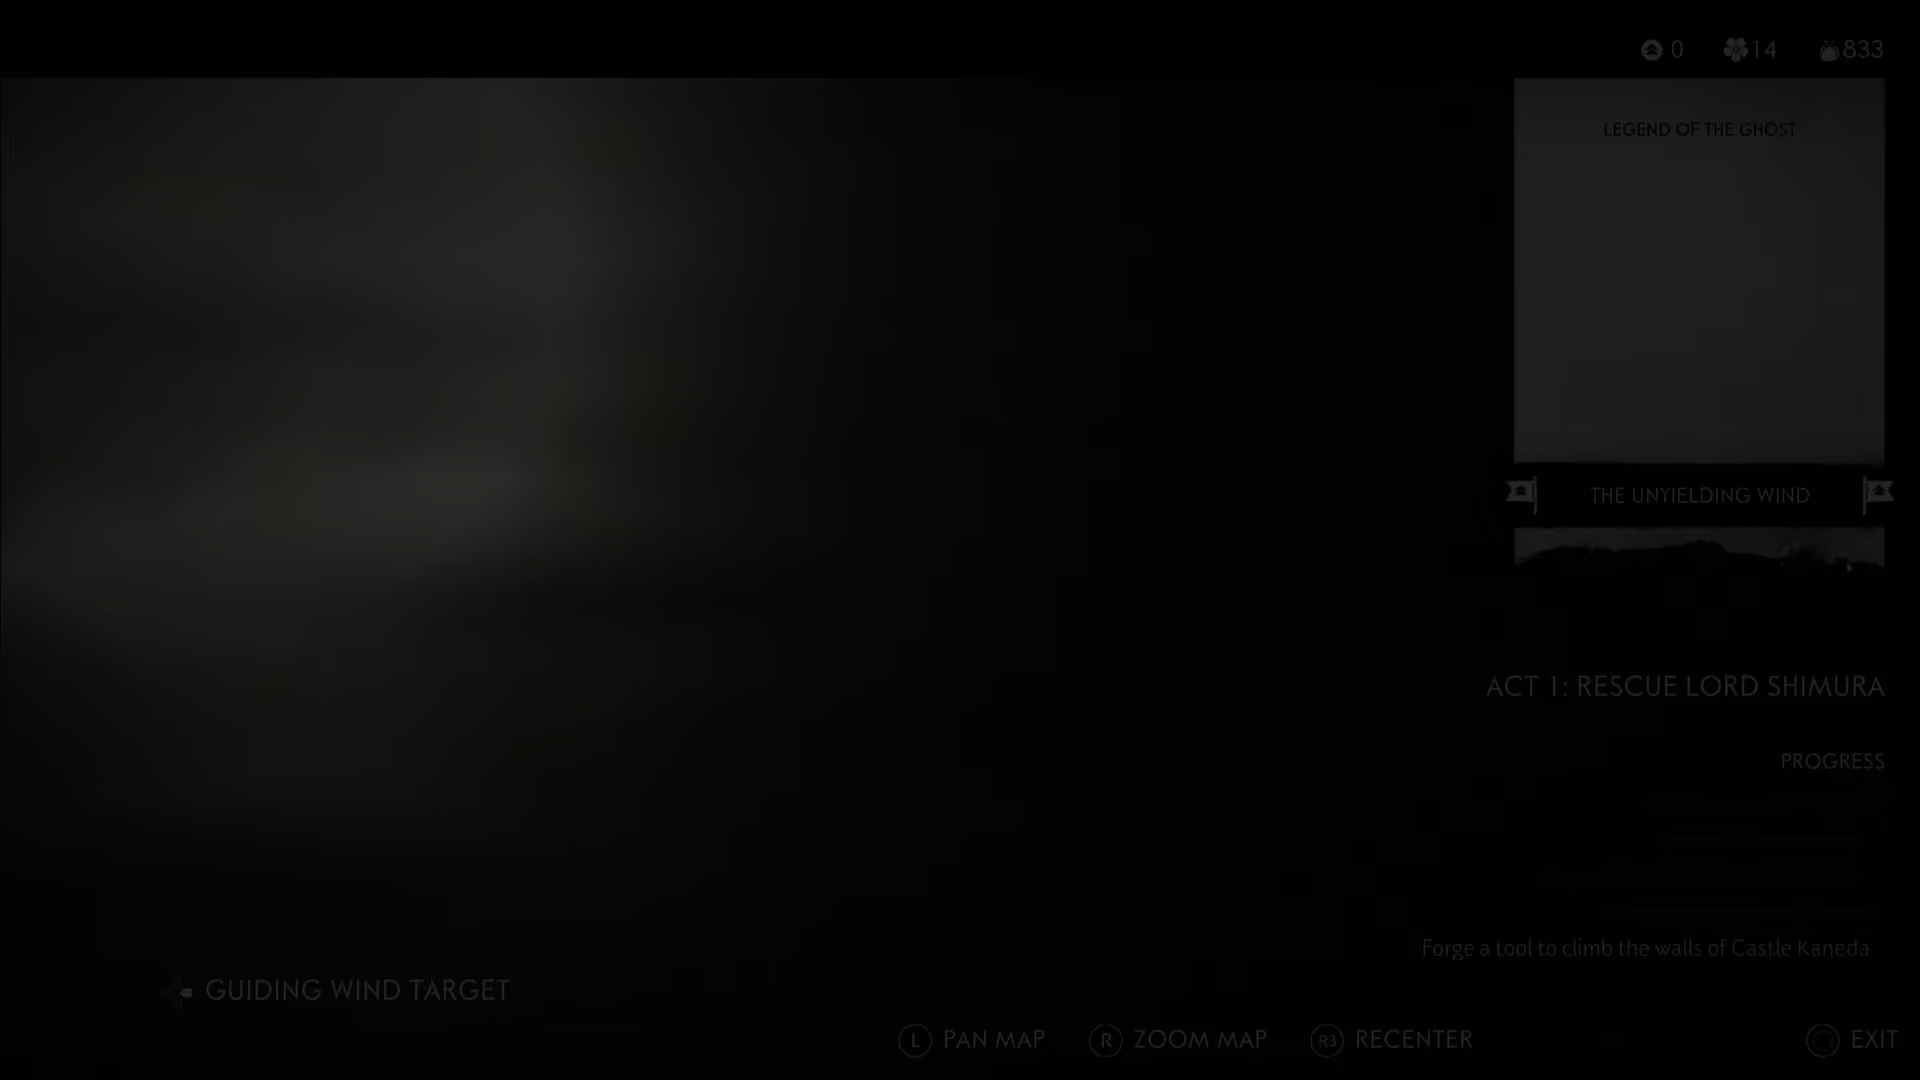 0 14 833
LEGEND OF THE GHOST
THE UNYIELDING WIND
ACT 1: RESCUE LORD SHIMURA
PROGRESS
Forge a tool to climb the walls of Castle Kaneda
GUIDING WIND TARGET
L PAN MAP R ZOOM MAP R3 RECENTER EXIT